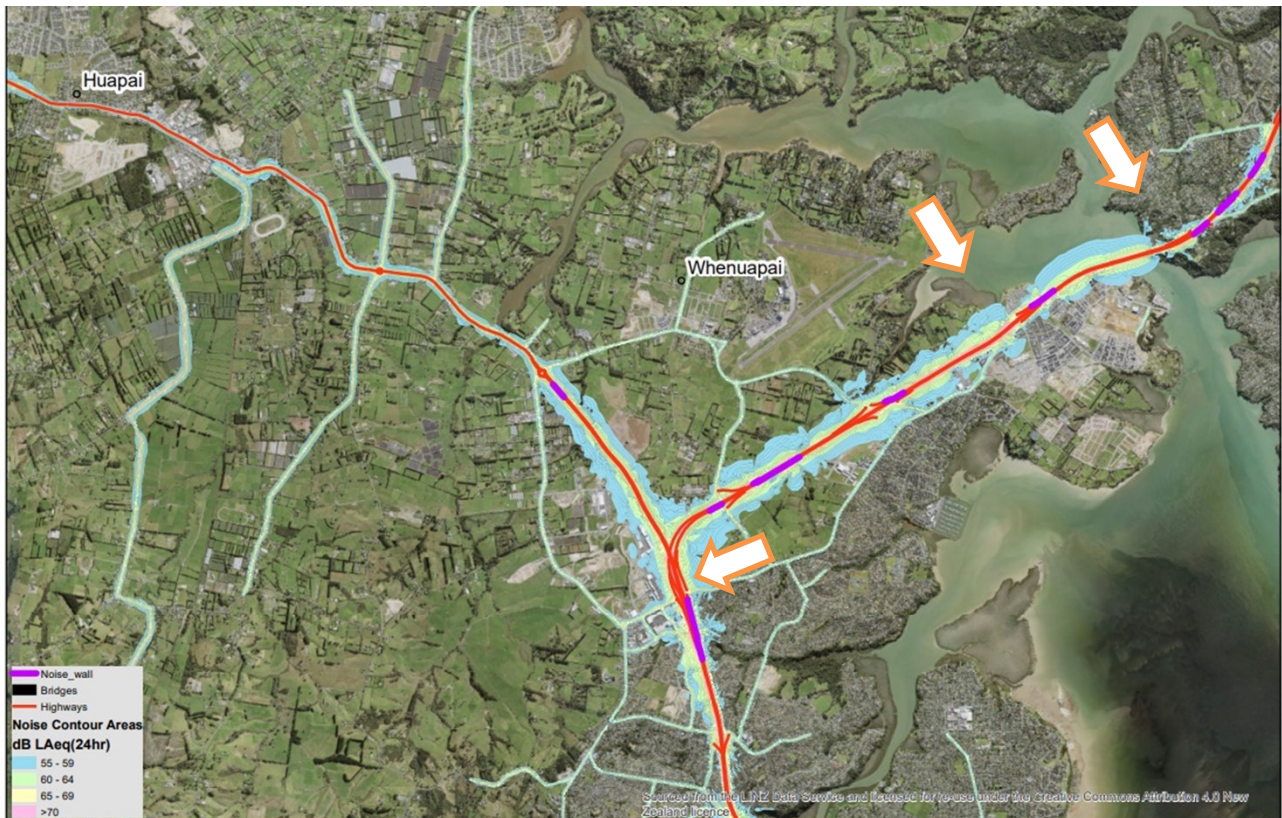 Huapai
Whenuapai
Noise_wall
Bridges
Highways
Noise Contour Areas
dB LAeq(24hr)
55 - 59
60 - 64
65 - 69
>70
Sourced from the LINZ Data Service and licensed for re-use under the Creative Commons Attribution 4.0 New
Zealand licence